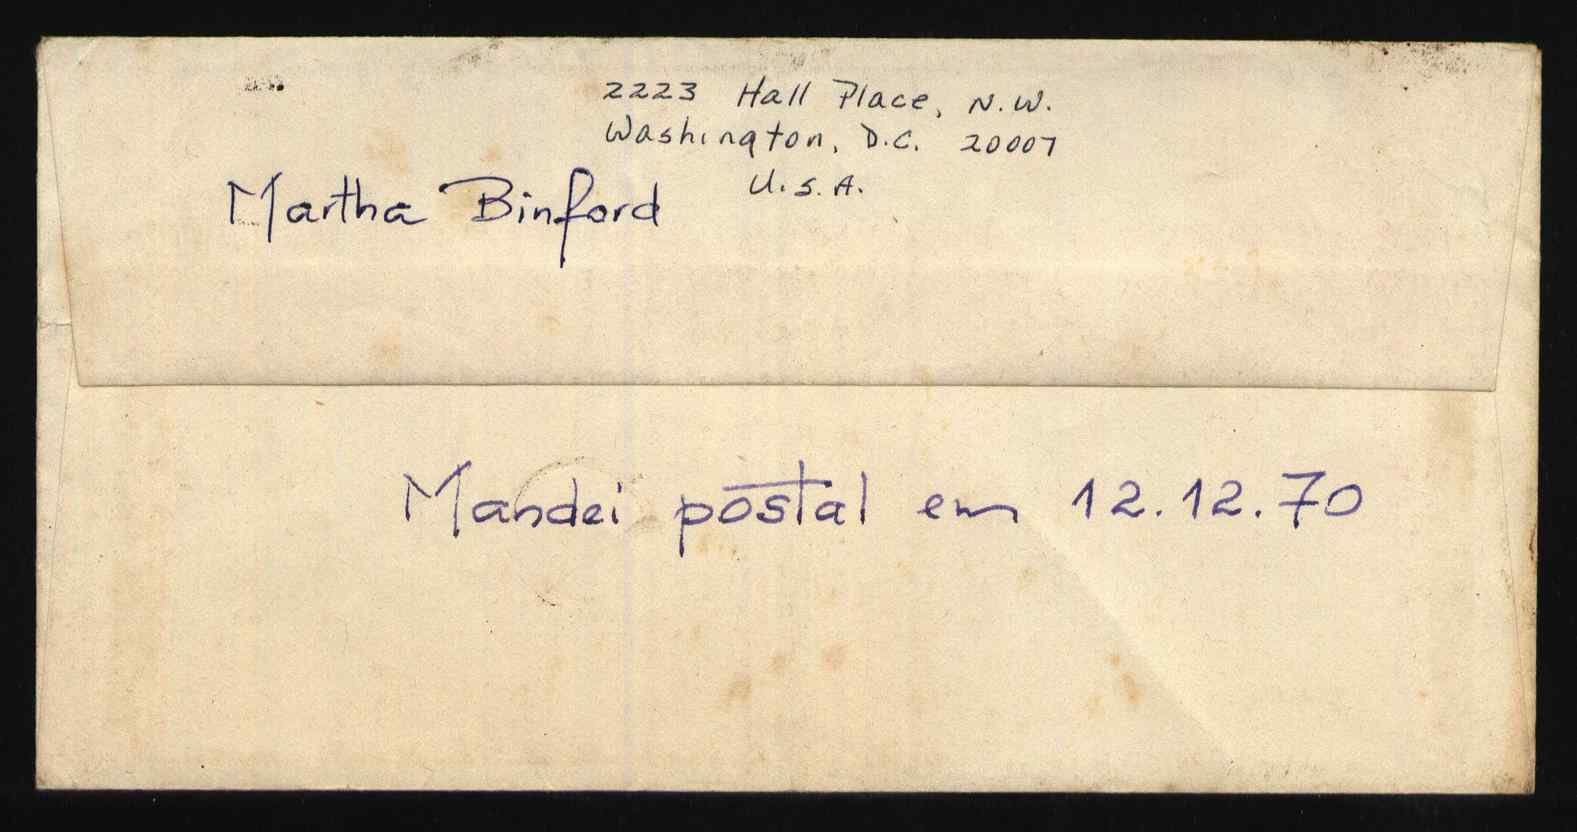 2223 Hall Place, N.W.
Washington, D.C. 20007
U.S.A.
Martha Binford
Mandei postal em 12.12.70